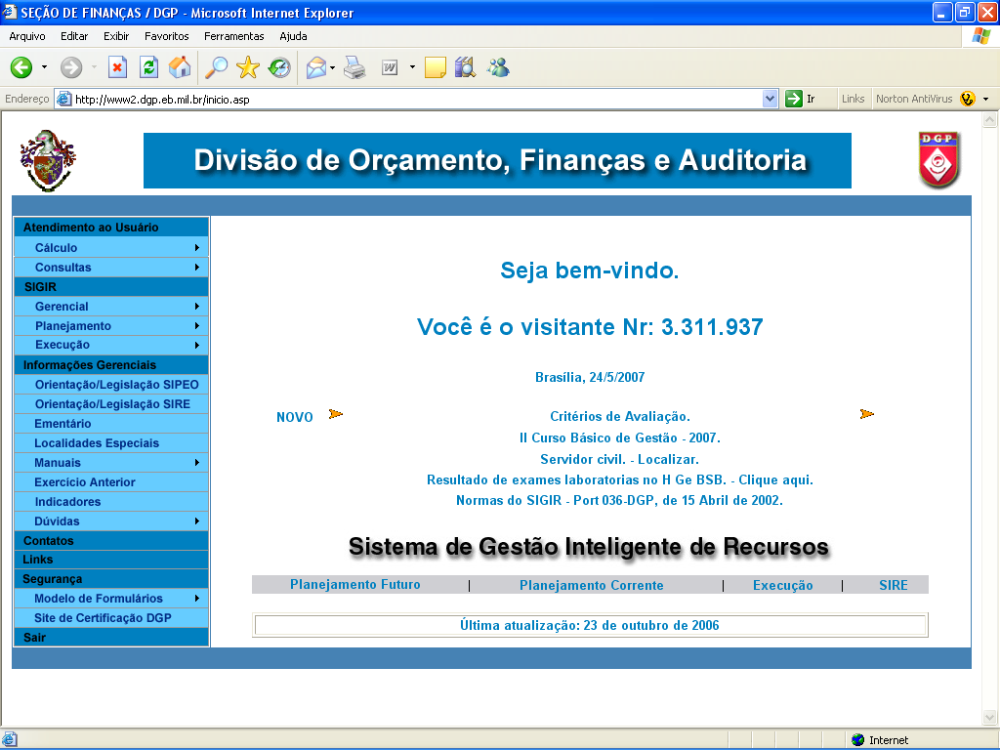 SEÇÃO DE FINANÇAS / DGP - Microsoft Internet Explorer
Arquivo Editar Exibir Favoritos Ferramentas Ajuda
Endereço http://www2.dgp.eb.mil.br/inicio.asp Ir Links Norton AntiVirus
Divisão de Orçamento, Finanças e Auditoria
DGP
Atendimento ao Usuário
Cálculo
Consultas
SIGIR
Gerencial
Planejamento
Execução
Informações Gerenciais
Orientação/Legislação SIPEO
Orientação/Legislação SIRE
Ementário
Localidades Especiais
Manuais
Exercício Anterior
Indicadores
Dúvidas
Contatos
Links
Segurança
Modelo de Formulários
Site de Certificação DGP
Sair
Seja bem-vindo.
Você é o visitante Nr: 3.311.937
Brasília, 24/5/2007
NOVO Critérios de Avaliação.
II Curso Básico de Gestão - 2007.
Servidor civil. - Localizar.
Resultado de exames laboratorias no H Ge BSB. - Clique aqui.
Normas do SIGIR - Port 036-DGP, de 15 Abril de 2002.
Sistema de Gestão Inteligente de Recursos
Planejamento Futuro | Planejamento Corrente | Execução | SIRE
Última atualização: 23 de outubro de 2006
Internet